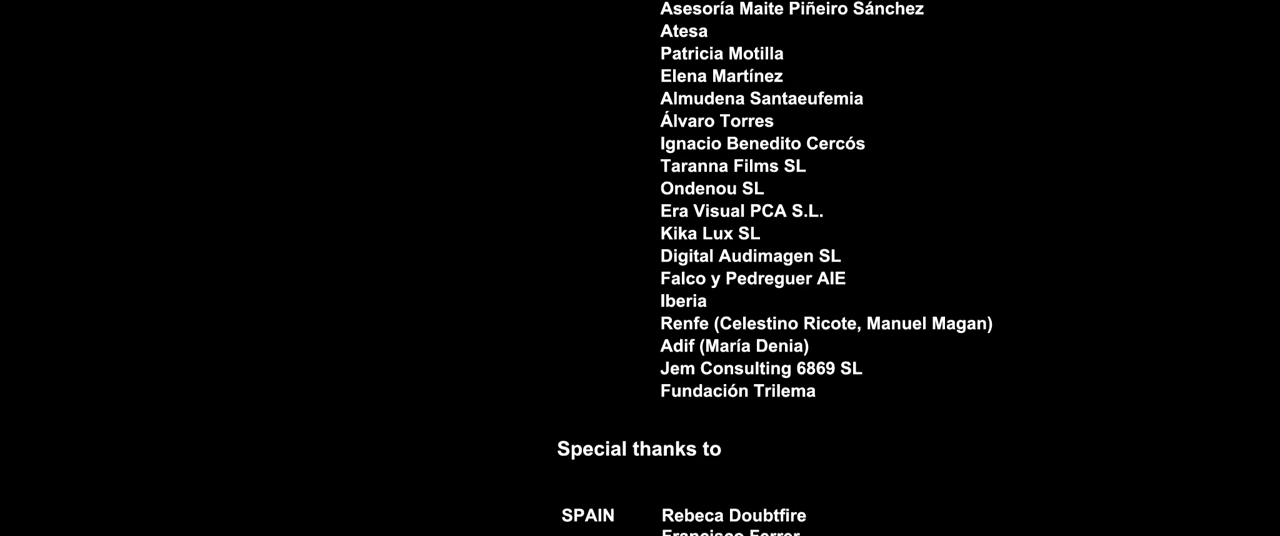 Asesoría Maite Piñeiro Sánchez
Atesa
Patricia Motilla
Elena Martínez
Almudena Santaeufemia
Álvaro Torres
Ignacio Benedito Cercós
Taranna Films SL
Ondenou SL
Era Visual PCA S.L.
Kika Lux SL
Digital Audimagen SL
Falco y Pedreguer AIE
Iberia
Renfe (Celestino Ricote, Manuel Magan)
Adif (María Denia)
Jem Consulting 6869 SL
Fundación Trilema
Special thanks to
SPAIN Rebeca Doubtfire
Francisco Ferrer